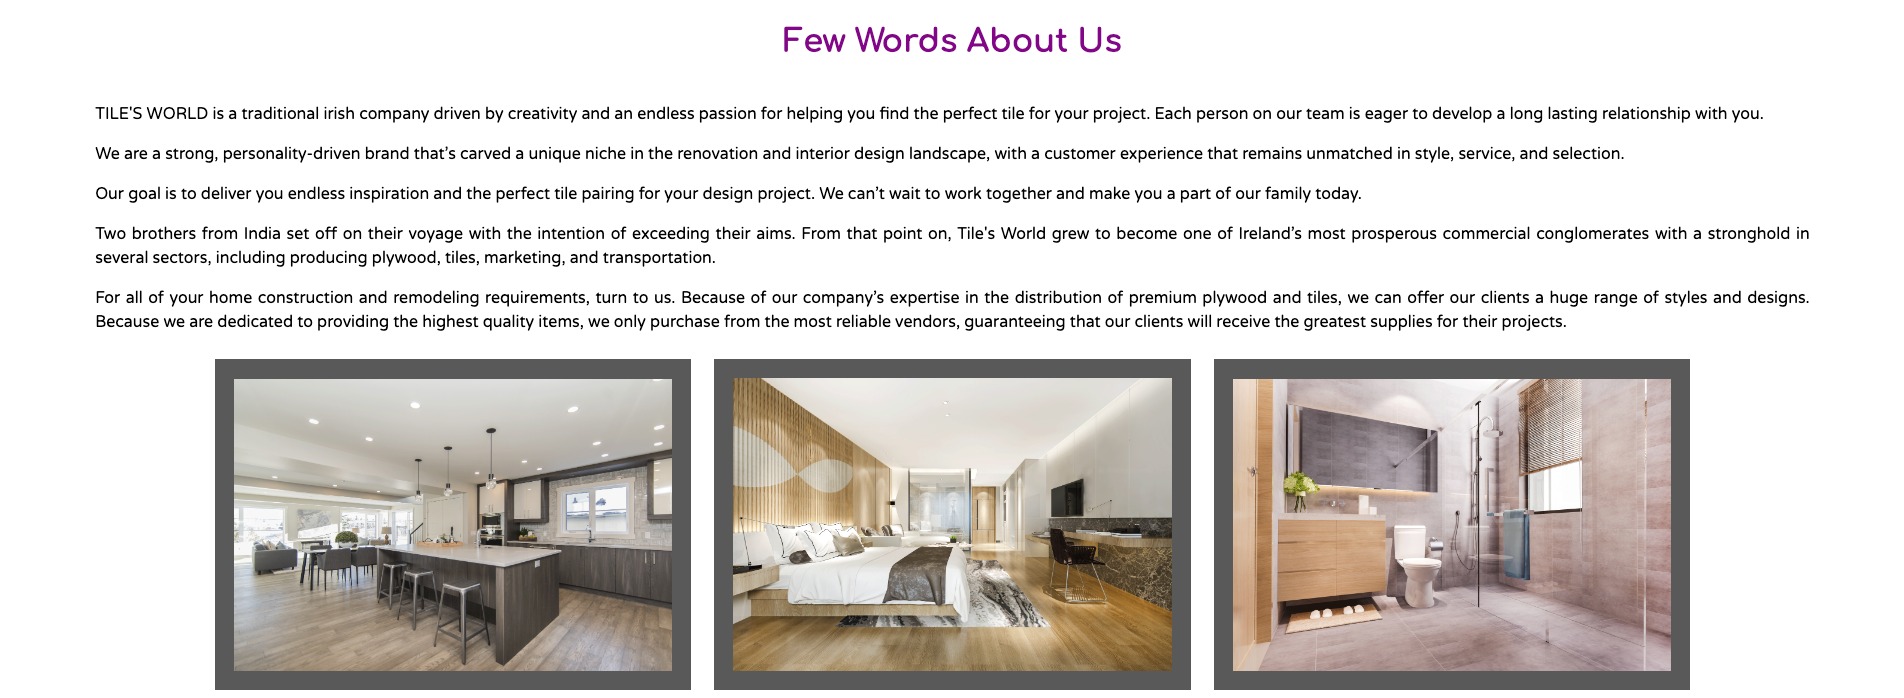 Few Words About Us
TILE'S WORLD is a traditional irish company driven by creativity and an endless passion for helping you find the perfect tile for your project. Each person on our team is eager to develop a long lasting relationship with you.
We are a strong, personality-driven brand that’s carved a unique niche in the renovation and interior design landscape, with a customer experience that remains unmatched in style, service, and selection.
Our goal is to deliver you endless inspiration and the perfect tile pairing for your design project. We can’t wait to work together and make you a part of our family today.
Two brothers from India set off on their voyage with the intention of exceeding their aims. From that point on, Tile's World grew to become one of Ireland’s most prosperous commercial conglomerates with a stronghold in
several sectors, including producing plywood, tiles, marketing, and transportation.
For all of your home construction and remodeling requirements, turn to us. Because of our company’s expertise in the distribution of premium plywood and tiles, we can offer our clients a huge range of styles and designs.
Because we are dedicated to providing the highest quality items, we only purchase from the most reliable vendors, guaranteeing that our clients will receive the greatest supplies for their projects.